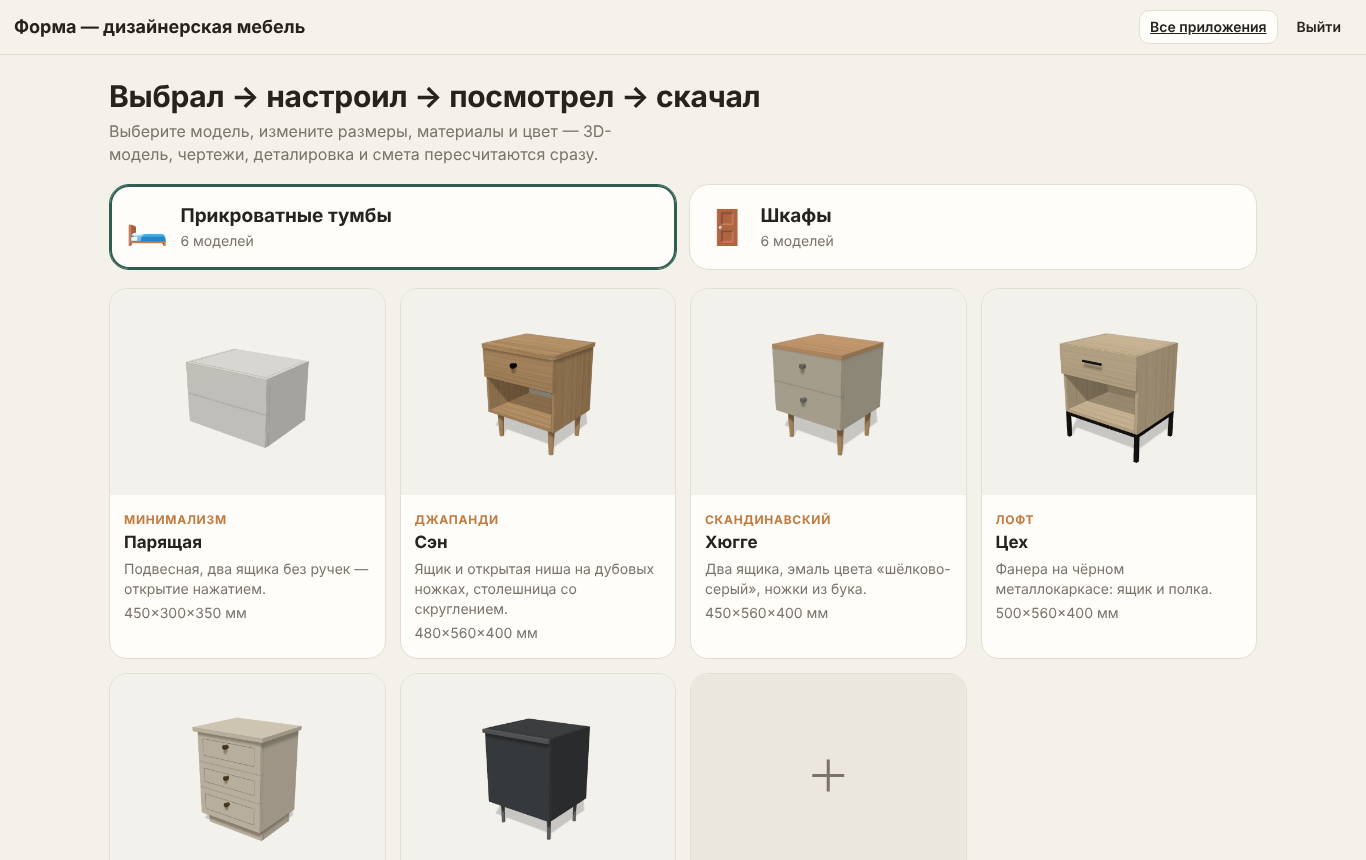 Форма — дизайнерская мебель
Все приложения
Выйти
Выбрал → настроил → посмотрел → скачал
Выберите модель, измените размеры, материалы и цвет — 3D-
модель, чертежи, деталировка и смета пересчитаются сразу.
Прикроватные тумбы
6 моделей
Шкафы
6 моделей
МИНИМАЛИЗМ
Парящая
Подвесная, два ящика без ручек —
открытие нажатием.
450×300×350 мм
ДЖАПАНДИ
Сэн
Ящик и открытая ниша на дубовых
ножках, столешница со
скруглением.
480×560×400 мм
СКАНДИНАВСКИЙ
Хюгге
Два ящика, эмаль цвета «шёлково-
серый», ножки из бука.
450×560×400 мм
ЛОФТ
Цех
Фанера на чёрном
металлокаркасе: ящик и полка.
500×560×400 мм